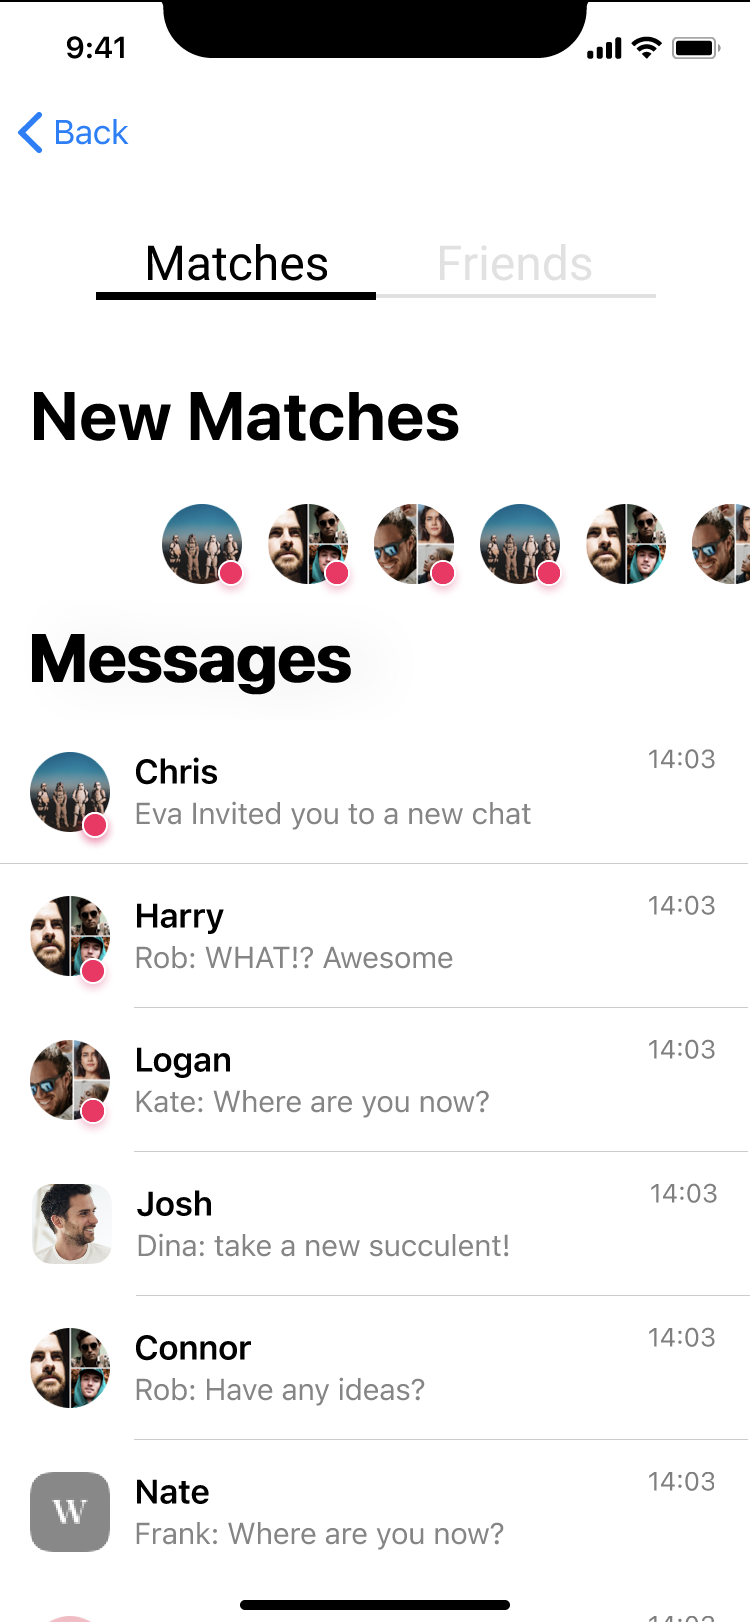 9:41
Back
Matches Friends
New Matches
Messages
Chris 14:03
Eva Invited you to a new chat
Harry 14:03
Rob: WHAT!? Awesome
Logan 14:03
Kate: Where are you now?
Josh 14:03
Dina: take a new succulent!
Connor 14:03
Rob: Have any ideas?
W
Nate 14:03
Frank: Where are you now?